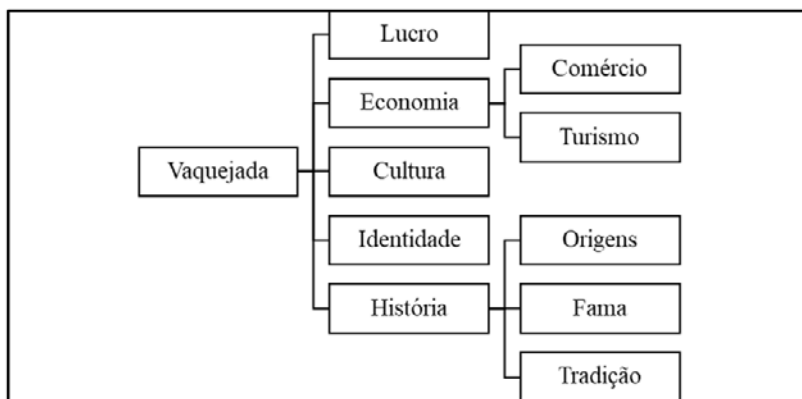 Vaquejada
Lucro
Economia
Comércio
Turismo
Cultura
Identidade
História
Origens
Fama
Tradição